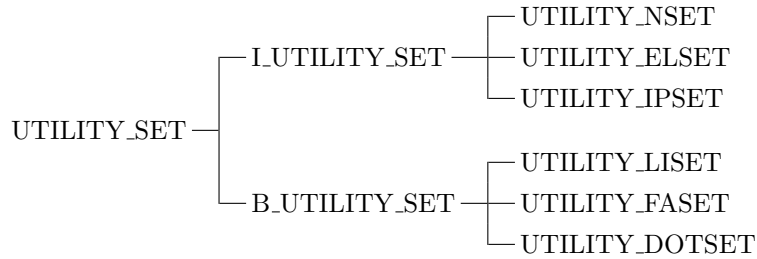 UTILITY_NSET
I_UTILITY_SET
UTILITY_ELSET
UTILITY_IPSET
UTILITY_SET
UTILITY_LISET
B_UTILITY_SET
UTILITY_FASET
UTILITY_DOTSET